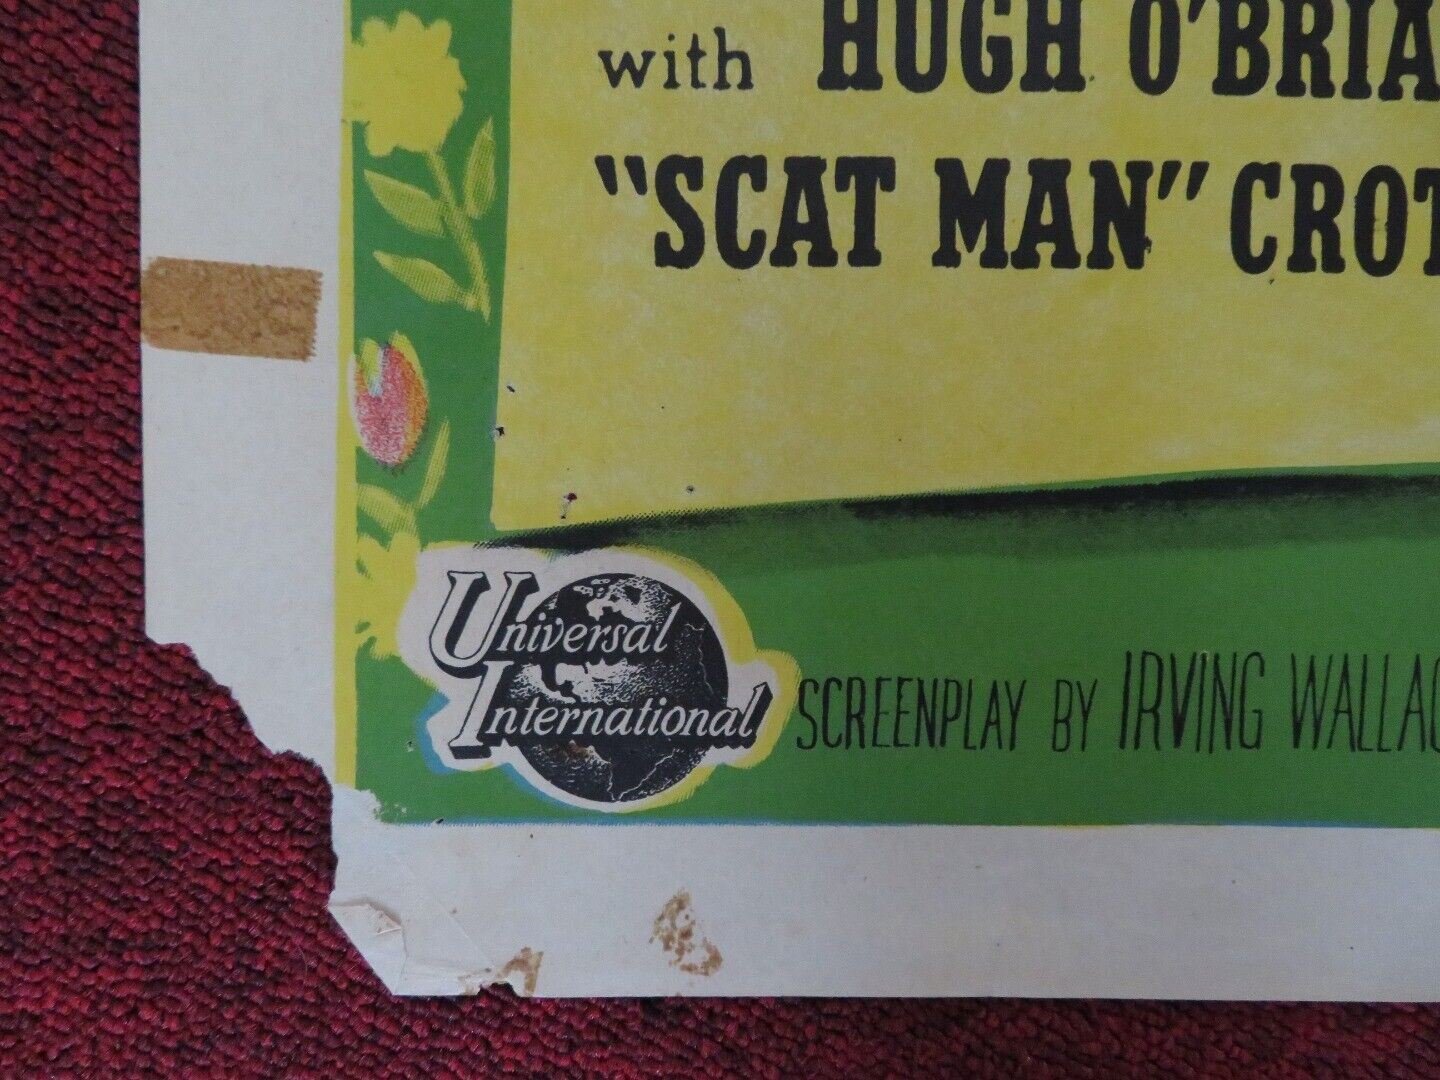 with HUGH O'BRIA
"SCAT MAN" CROT
Universal
International
SCREENPLAY BY IRVING WALLAC